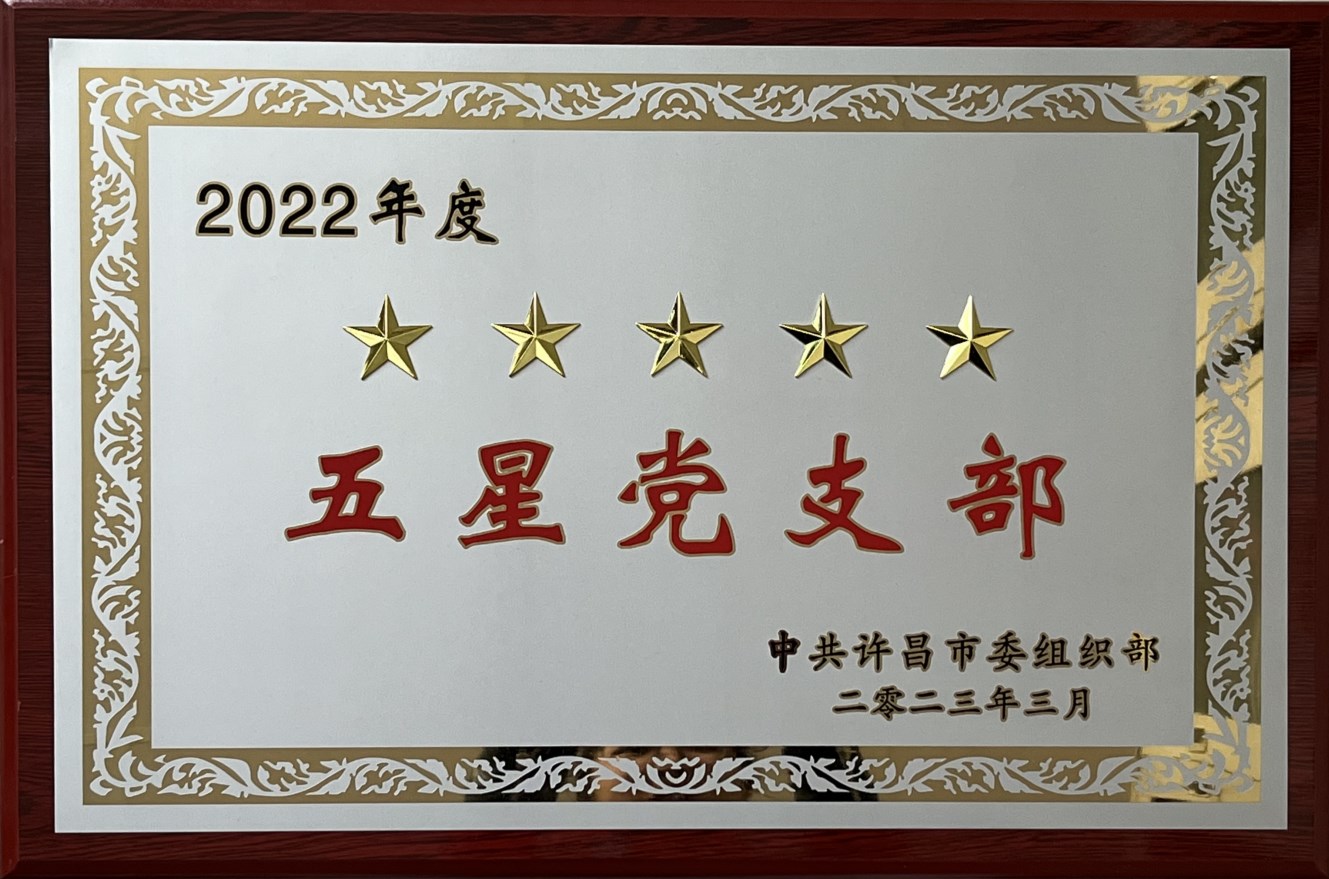 2022年度
五星党支部
中共许昌市委组织部
二零二三年三月